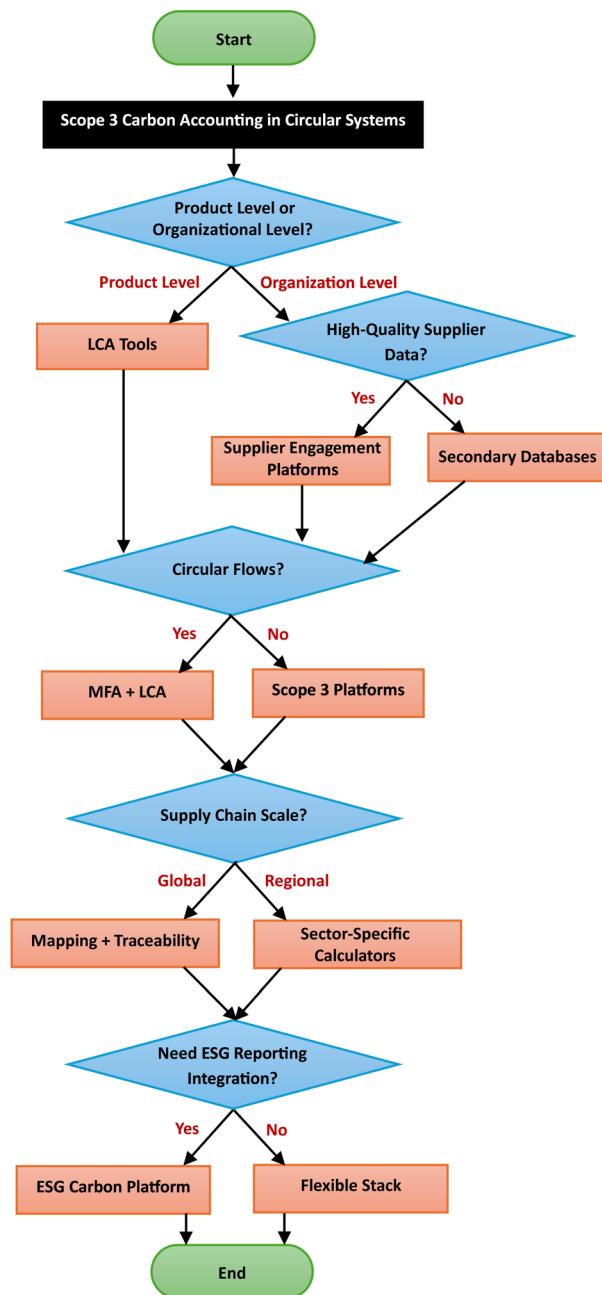 Start
Scope 3 Carbon Accounting in Circular Systems
Product Level or
Organizational Level?
Product Level
Organization Level
LCA Tools
High-Quality Supplier
Data?
Yes
No
Supplier Engagement
Platforms
Secondary Databases
Circular Flows?
Yes
No
MFA + LCA
Scope 3 Platforms
Supply Chain Scale?
Global
Regional
Mapping + Traceability
Sector-Specific
Calculators
Need ESG Reporting
Integration?
Yes
No
ESG Carbon Platform
Flexible Stack
End